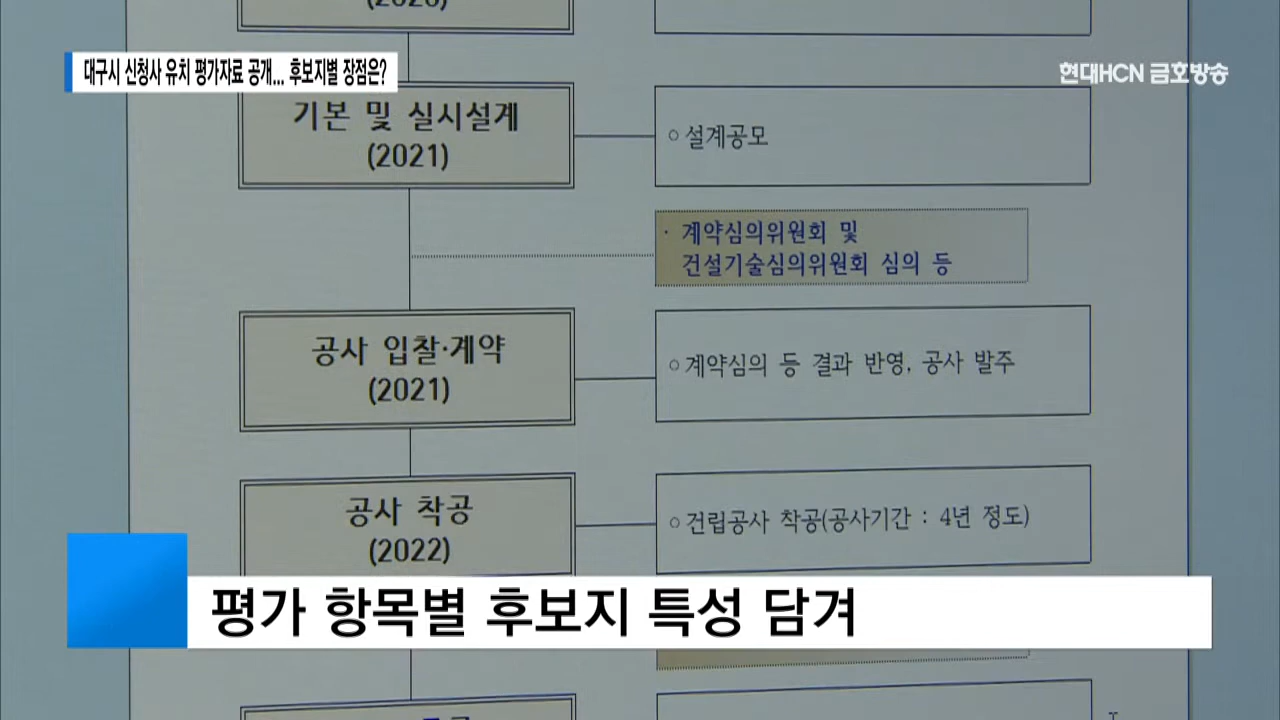 (2020)
대구시 신청사 유치 평가자료 공개... 후보지별 장점은?
현대HCN 금호방송
기본 및 실시설계
(2021)
○ 설계공모
· 계약심의위원회 및
건설기술심의위원회 심의 등
공사 입찰·계약
(2021)
○ 계약심의 등 결과 반영, 공사 발주
공사 착공
(2022)
○ 건립공사 착공(공사기간 : 4년 정도)
평가 항목별 후보지 특성 담겨